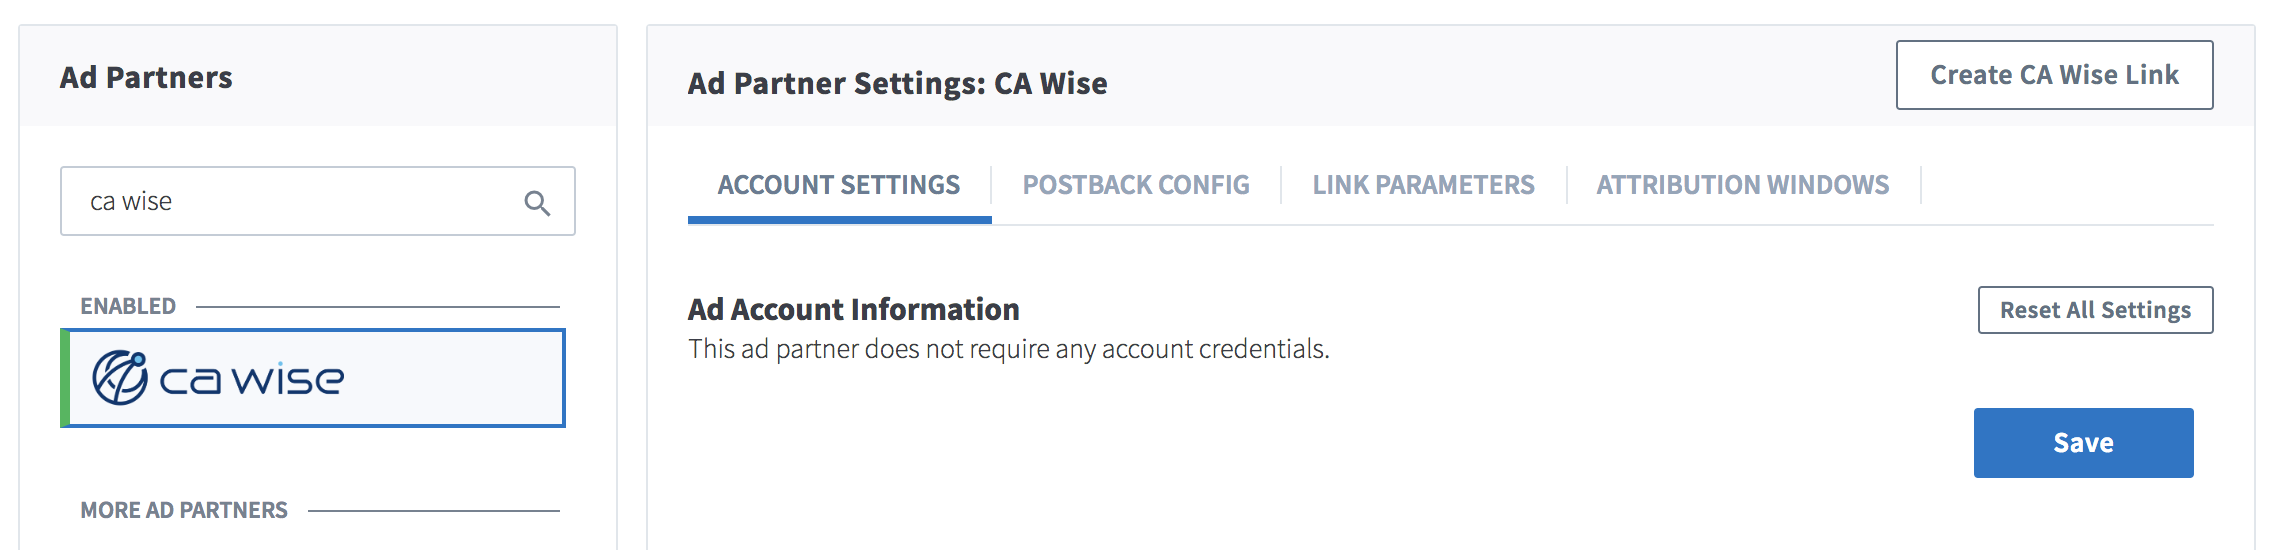 Ad Partners
ca wise
ENABLED
ca wise
MORE AD PARTNERS
Ad Partner Settings: CA Wise
Create CA Wise Link
ACCOUNT SETTINGS
POSTBACK CONFIG
LINK PARAMETERS
ATTRIBUTION WINDOWS
Ad Account Information
Reset All Settings
This ad partner does not require any account credentials.
Save